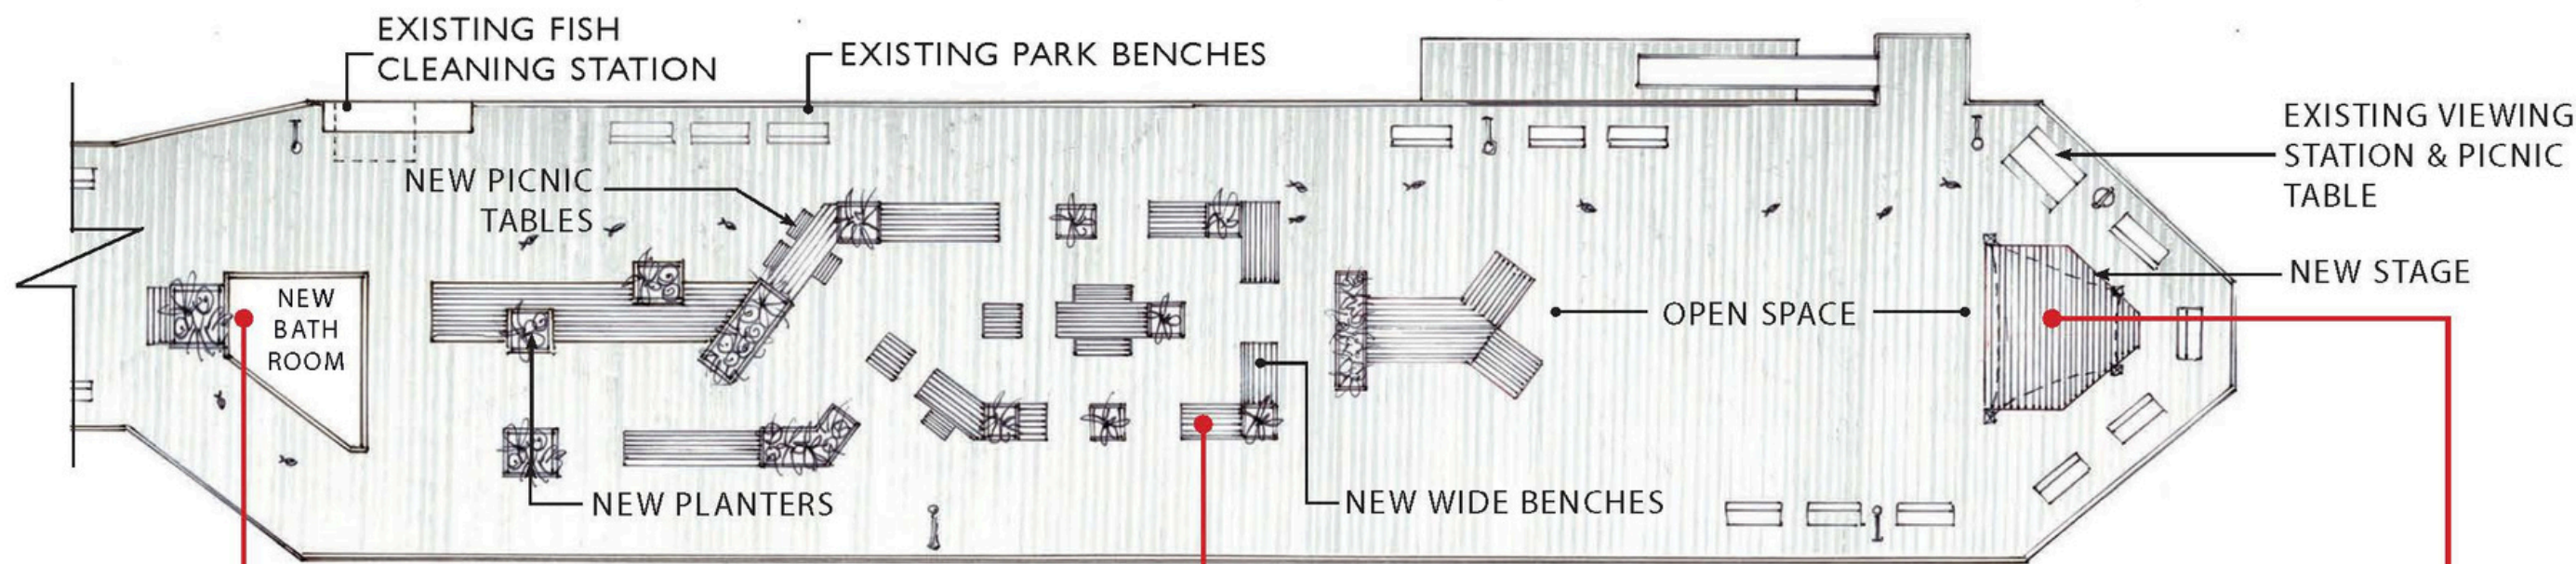 EXISTING FISH
CLEANING STATION
EXISTING PARK BENCHES
EXISTING VIEWING
STATION & PICNIC
TABLE
NEW PICNIC
TABLES
NEW STAGE
NEW
BATH
ROOM
OPEN SPACE
NEW PLANTERS
NEW WIDE BENCHES